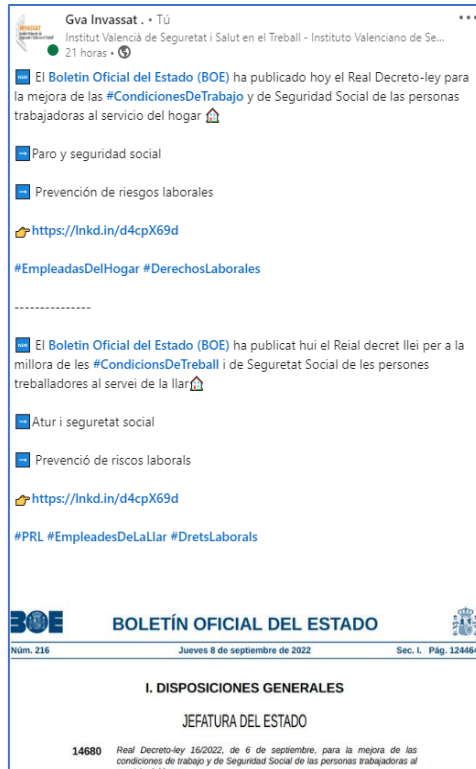 INVASSAT
Gva Invassat . • Tú
Institut Valencià de Seguretat i Salut en el Treball - Instituto Valenciano de Se...
21 horas •
NEW El Boletin Oficial del Estado (BOE) ha publicado hoy el Real Decreto-ley para
la mejora de las #CondicionesDeTrabajo y de Seguridad Social de las personas
trabajadoras al servicio del hogar 🏠
➡Paro y seguridad social
➡ Prevención de riesgos laborales
👉https://lnkd.in/d4cpX69d
#EmpleadasDelHogar #DerechosLaborales
---------------
NEW El Boletin Oficial del Estado (BOE) ha publicat hui el Reial decret llei per a la
millora de les #CondicionsDeTreball i de Seguretat Social de les persones
treballadores al servei de la llar🏠
➡Atur i seguretat social
➡ Prevenció de riscos laborals
👉https://lnkd.in/d4cpX69d
#PRL #EmpleadesDeLaLlar #DretsLaborals
BOE BOLETÍN OFICIAL DEL ESTADO
Núm. 216 Jueves 8 de septiembre de 2022 Sec. I. Pág. 124464
I. DISPOSICIONES GENERALES
JEFATURA DEL ESTADO
14680 Real Decreto-ley 16/2022, de 6 de septiembre, para la mejora de las
condiciones de trabajo y de Seguridad Social de las personas trabajadoras al